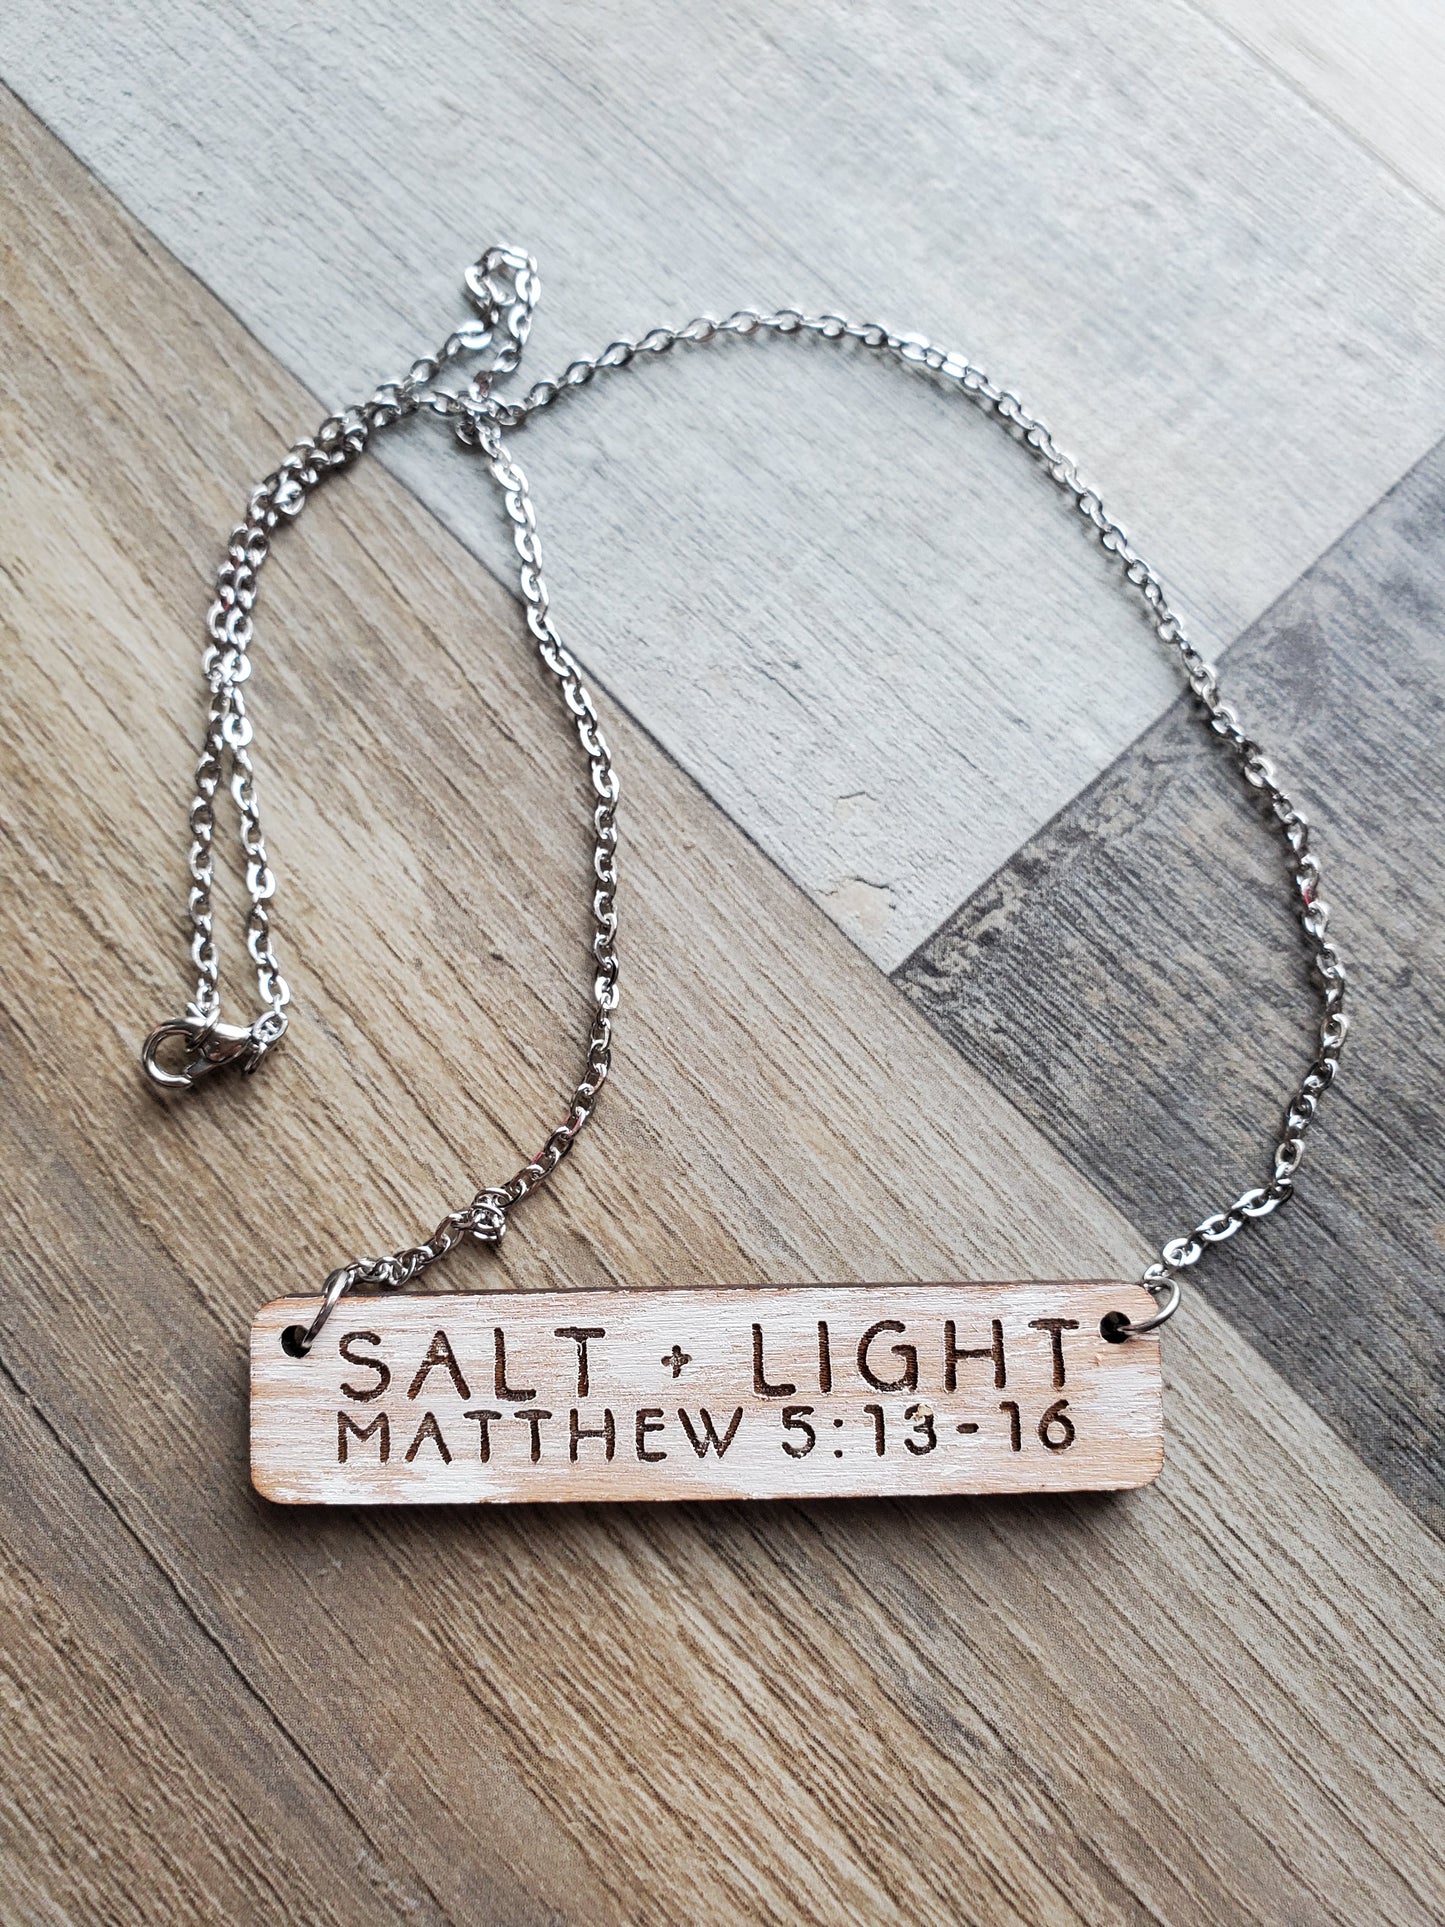 SALT + LIGHT
MATTHEW 5:13-16